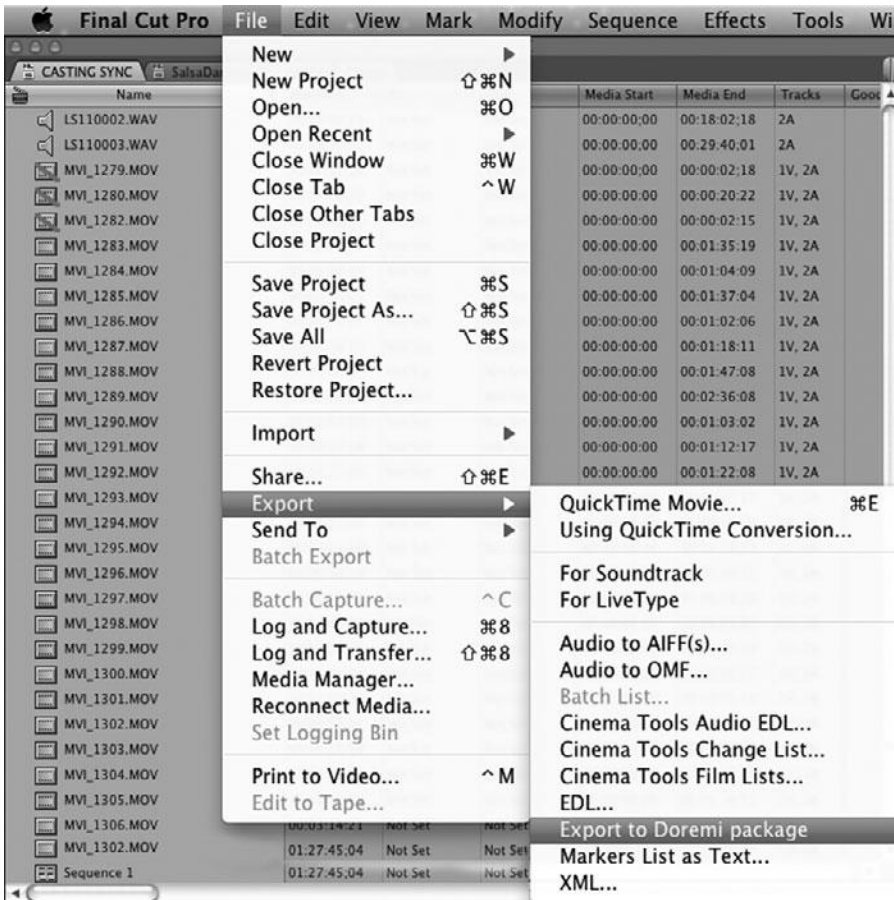 Final Cut Pro File Edit View Mark Modify Sequence Effects Tools Wi
CASTING SYNC SalsaDa
Name Media Start Media End Tracks Good
LS110002.WAV 00:00:00;00 00:18:02;18 2A
LS110003.WAV 00:00:00;00 00:29:40;01 2A
MVI_1279.MOV 00:00:00;00 00:00:02;18 1V, 2A
MVI_1280.MOV 00:00:00:00 00:00:20:22 1V, 2A
MVI_1282.MOV 00:00:00:00 00:00:02:15 1V, 2A
MVI_1283.MOV 00:00:00:00 00:01:35:19 1V, 2A
MVI_1284.MOV 00:00:00:00 00:01:04:09 1V, 2A
MVI_1285.MOV 00:00:00:00 00:01:37:04 1V, 2A
MVI_1286.MOV 00:00:00:00 00:01:02:06 1V, 2A
MVI_1287.MOV 00:00:00:00 00:01:18:11 1V, 2A
MVI_1288.MOV 00:00:00:00 00:01:47:08 1V, 2A
MVI_1289.MOV 00:00:00:00 00:02:36:08 1V, 2A
MVI_1290.MOV 00:00:00:00 00:01:03:02 1V, 2A
MVI_1291.MOV 00:00:00:00 00:01:12:17 1V, 2A
MVI_1292.MOV 00:00:00:00 00:01:22:08 1V, 2A
MVI_1293.MOV
MVI_1294.MOV
MVI_1295.MOV
MVI_1296.MOV
MVI_1297.MOV
MVI_1298.MOV
MVI_1299.MOV
MVI_1300.MOV
MVI_1301.MOV
MVI_1302.MOV
MVI_1303.MOV
MVI_1304.MOV
MVI_1305.MOV
MVI_1306.MOV 00:03:14:21 Not Set Not Set
MVI_1302.MOV 01:27:45;04 Not Set Not Set
Sequence 1 01:27:45;04 Not Set Not Set
New
New Project ⇧⌘N
Open... ⌘O
Open Recent
Close Window ⌘W
Close Tab ^W
Close Other Tabs
Close Project
Save Project ⌘S
Save Project As... ⇧⌘S
Save All ⌥⌘S
Revert Project
Restore Project...
Import
Share... ⇧⌘E
Export
Send To
Batch Export
Batch Capture... ^C
Log and Capture... ⌘8
Log and Transfer... ⇧⌘8
Media Manager...
Reconnect Media...
Set Logging Bin
Print to Video... ^M
Edit to Tape...
QuickTime Movie... ⌘E
Using QuickTime Conversion...
For Soundtrack
For LiveType
Audio to AIFF(s)...
Audio to OMF...
Batch List...
Cinema Tools Audio EDL...
Cinema Tools Change List...
Cinema Tools Film Lists...
EDL...
Export to Doremi package
Markers List as Text...
XML...